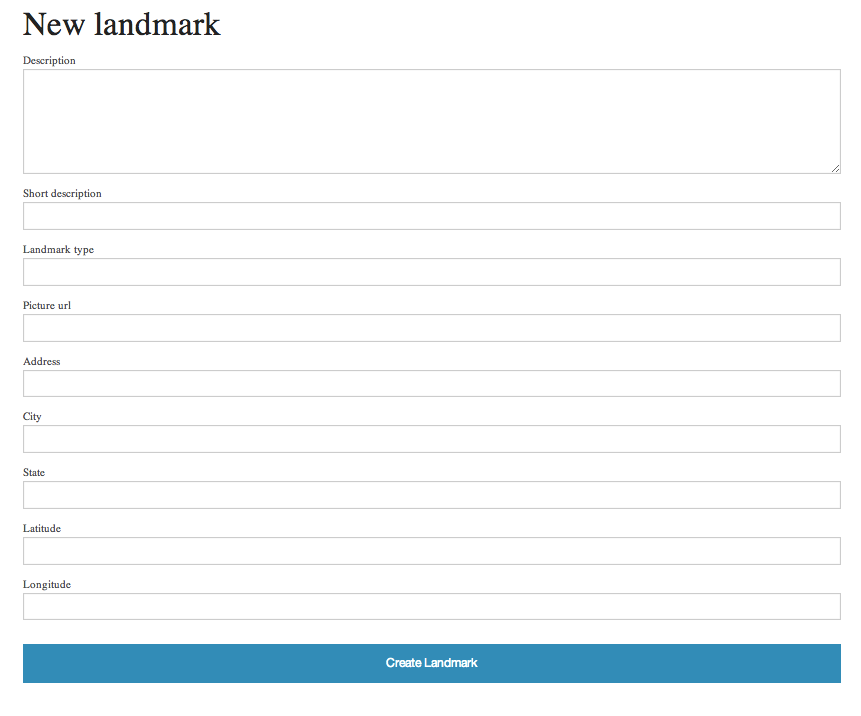 New landmark
Description
Short description
Landmark type
Picture url
Address
City
State
Latitude
Longitude
Create Landmark